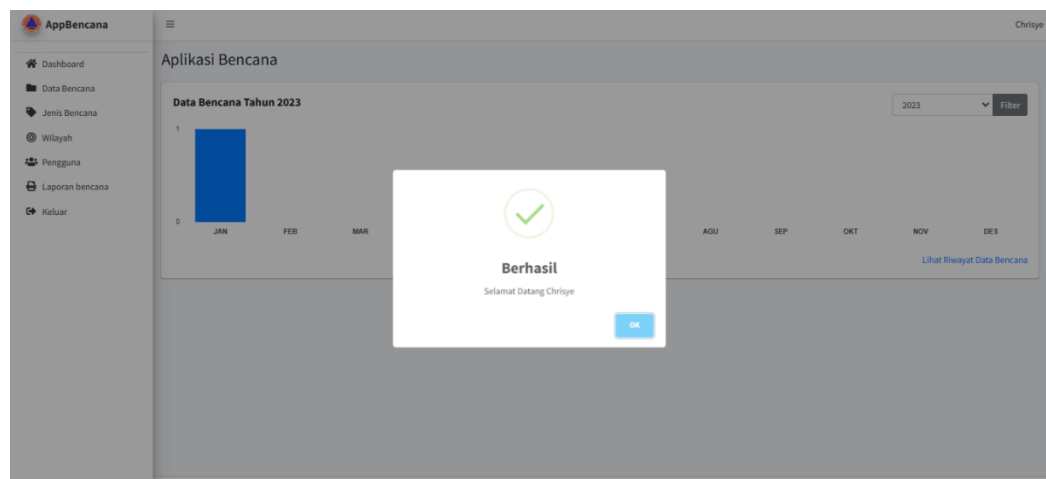 AppBencana
Chrisye
Dashboard
Data Bencana
Jenis Bencana
Wilayah
Pengguna
Laporan bencana
Keluar
Aplikasi Bencana
Data Bencana Tahun 2023
2023
Filter
1
0
JAN FEB MAR AGU SEP OKT NOV DES
Lihat Riwayat Data Bencana
Berhasil
Selamat Datang Chrisye
OK